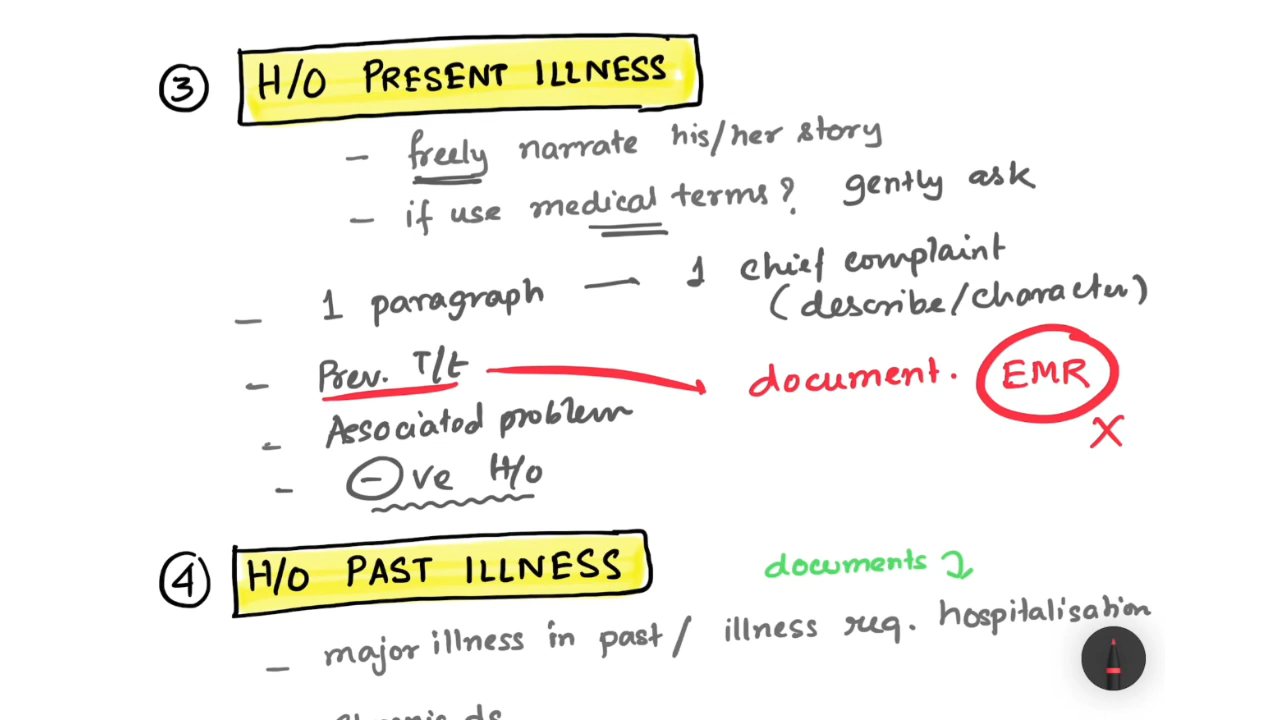 ③ H/O PRESENT ILLNESS
- freely narrate his/her story
- if use medical terms? gently ask
- 1 paragraph — 1 chief complaint
(describe/character)
- Prev. T/t → document. EMR
X
- Associated problem
- ⊖ve H/o
④ H/o PAST ILLNESS
documents
- major illness in past / illness req. hospitalisation